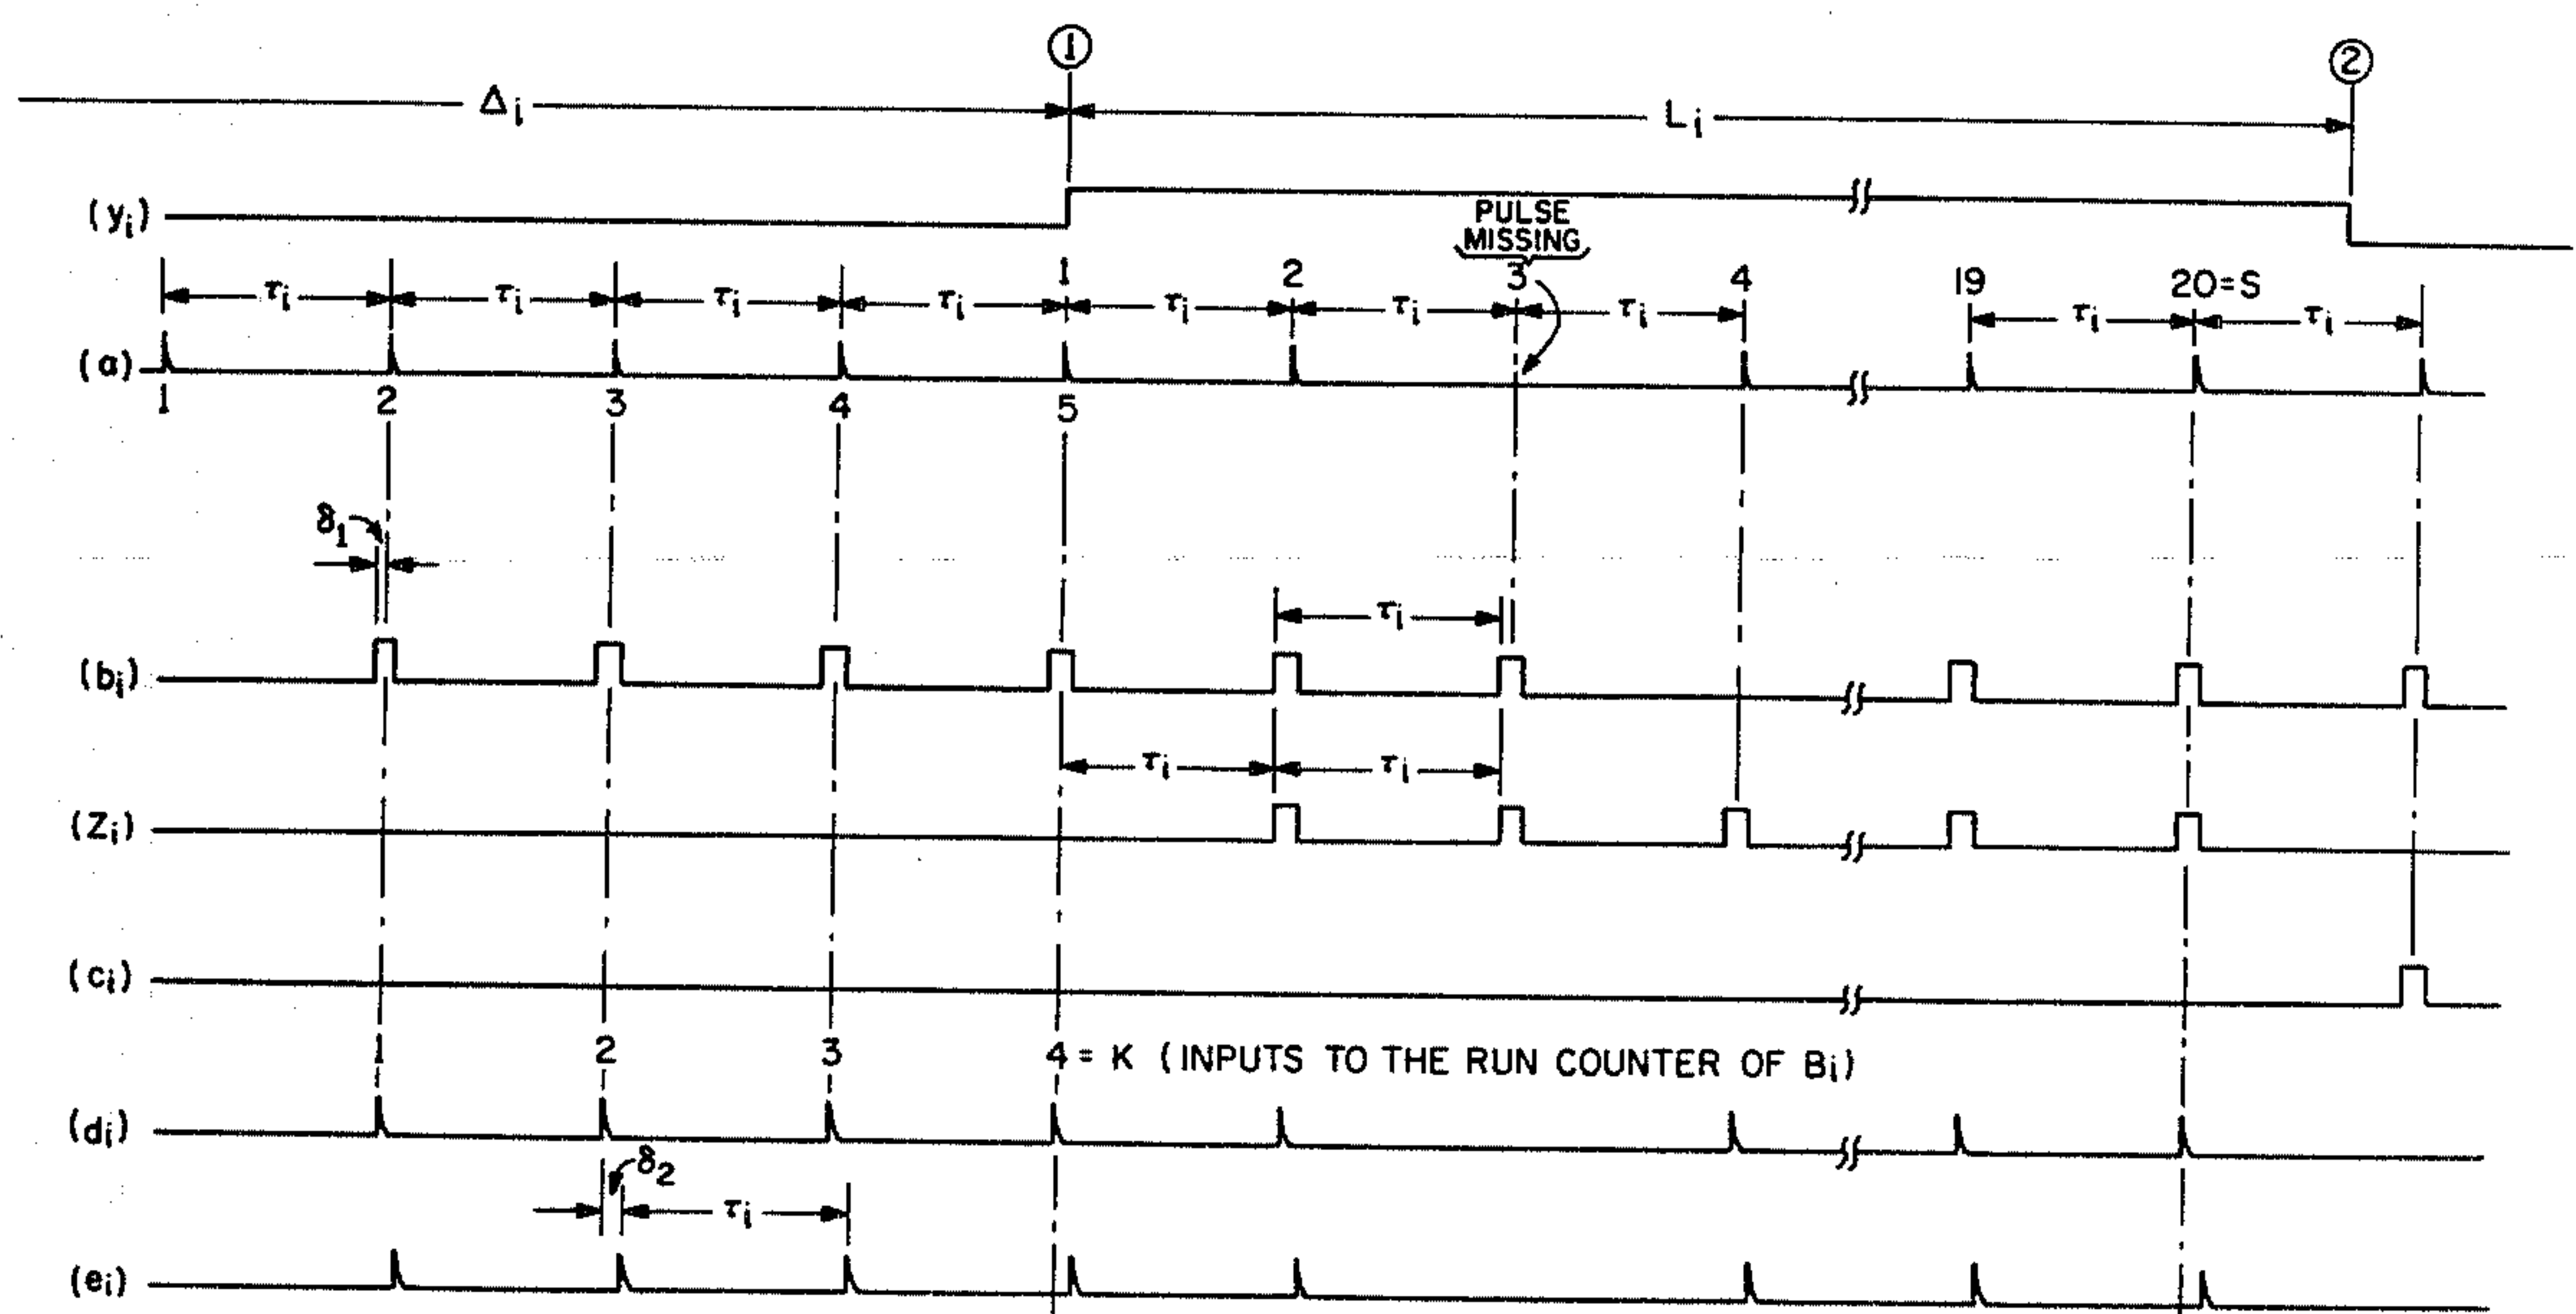 ① ②
Δi Li
(yi)
PULSE
MISSING
1 2 3 4 19 20=S
τi τi τi τi τi τi τi τi τi
(a)
1 2 3 4 5
δ1
τi
(bi)
τi τi
(Zi)
(ci)
1 2 3 4 = K (INPUTS TO THE RUN COUNTER OF Bi)
(di)
δ2
τi
(ei)